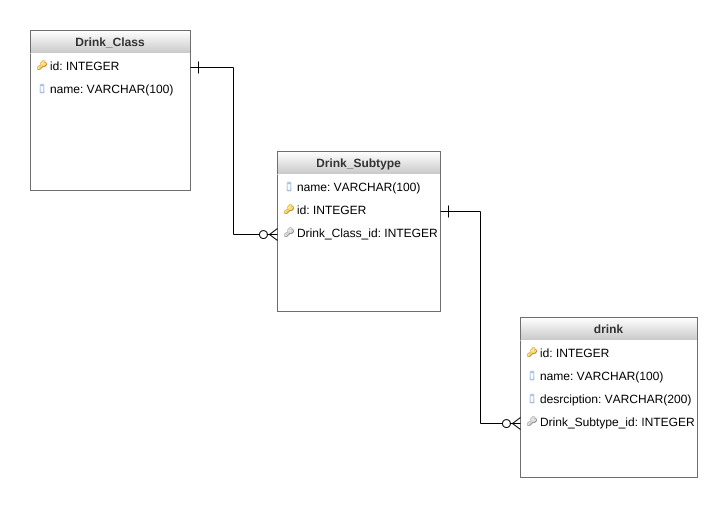 Drink_Class
id: INTEGER
name: VARCHAR(100)
Drink_Subtype
name: VARCHAR(100)
id: INTEGER
Drink_Class_id: INTEGER
drink
id: INTEGER
name: VARCHAR(100)
desrciption: VARCHAR(200)
Drink_Subtype_id: INTEGER